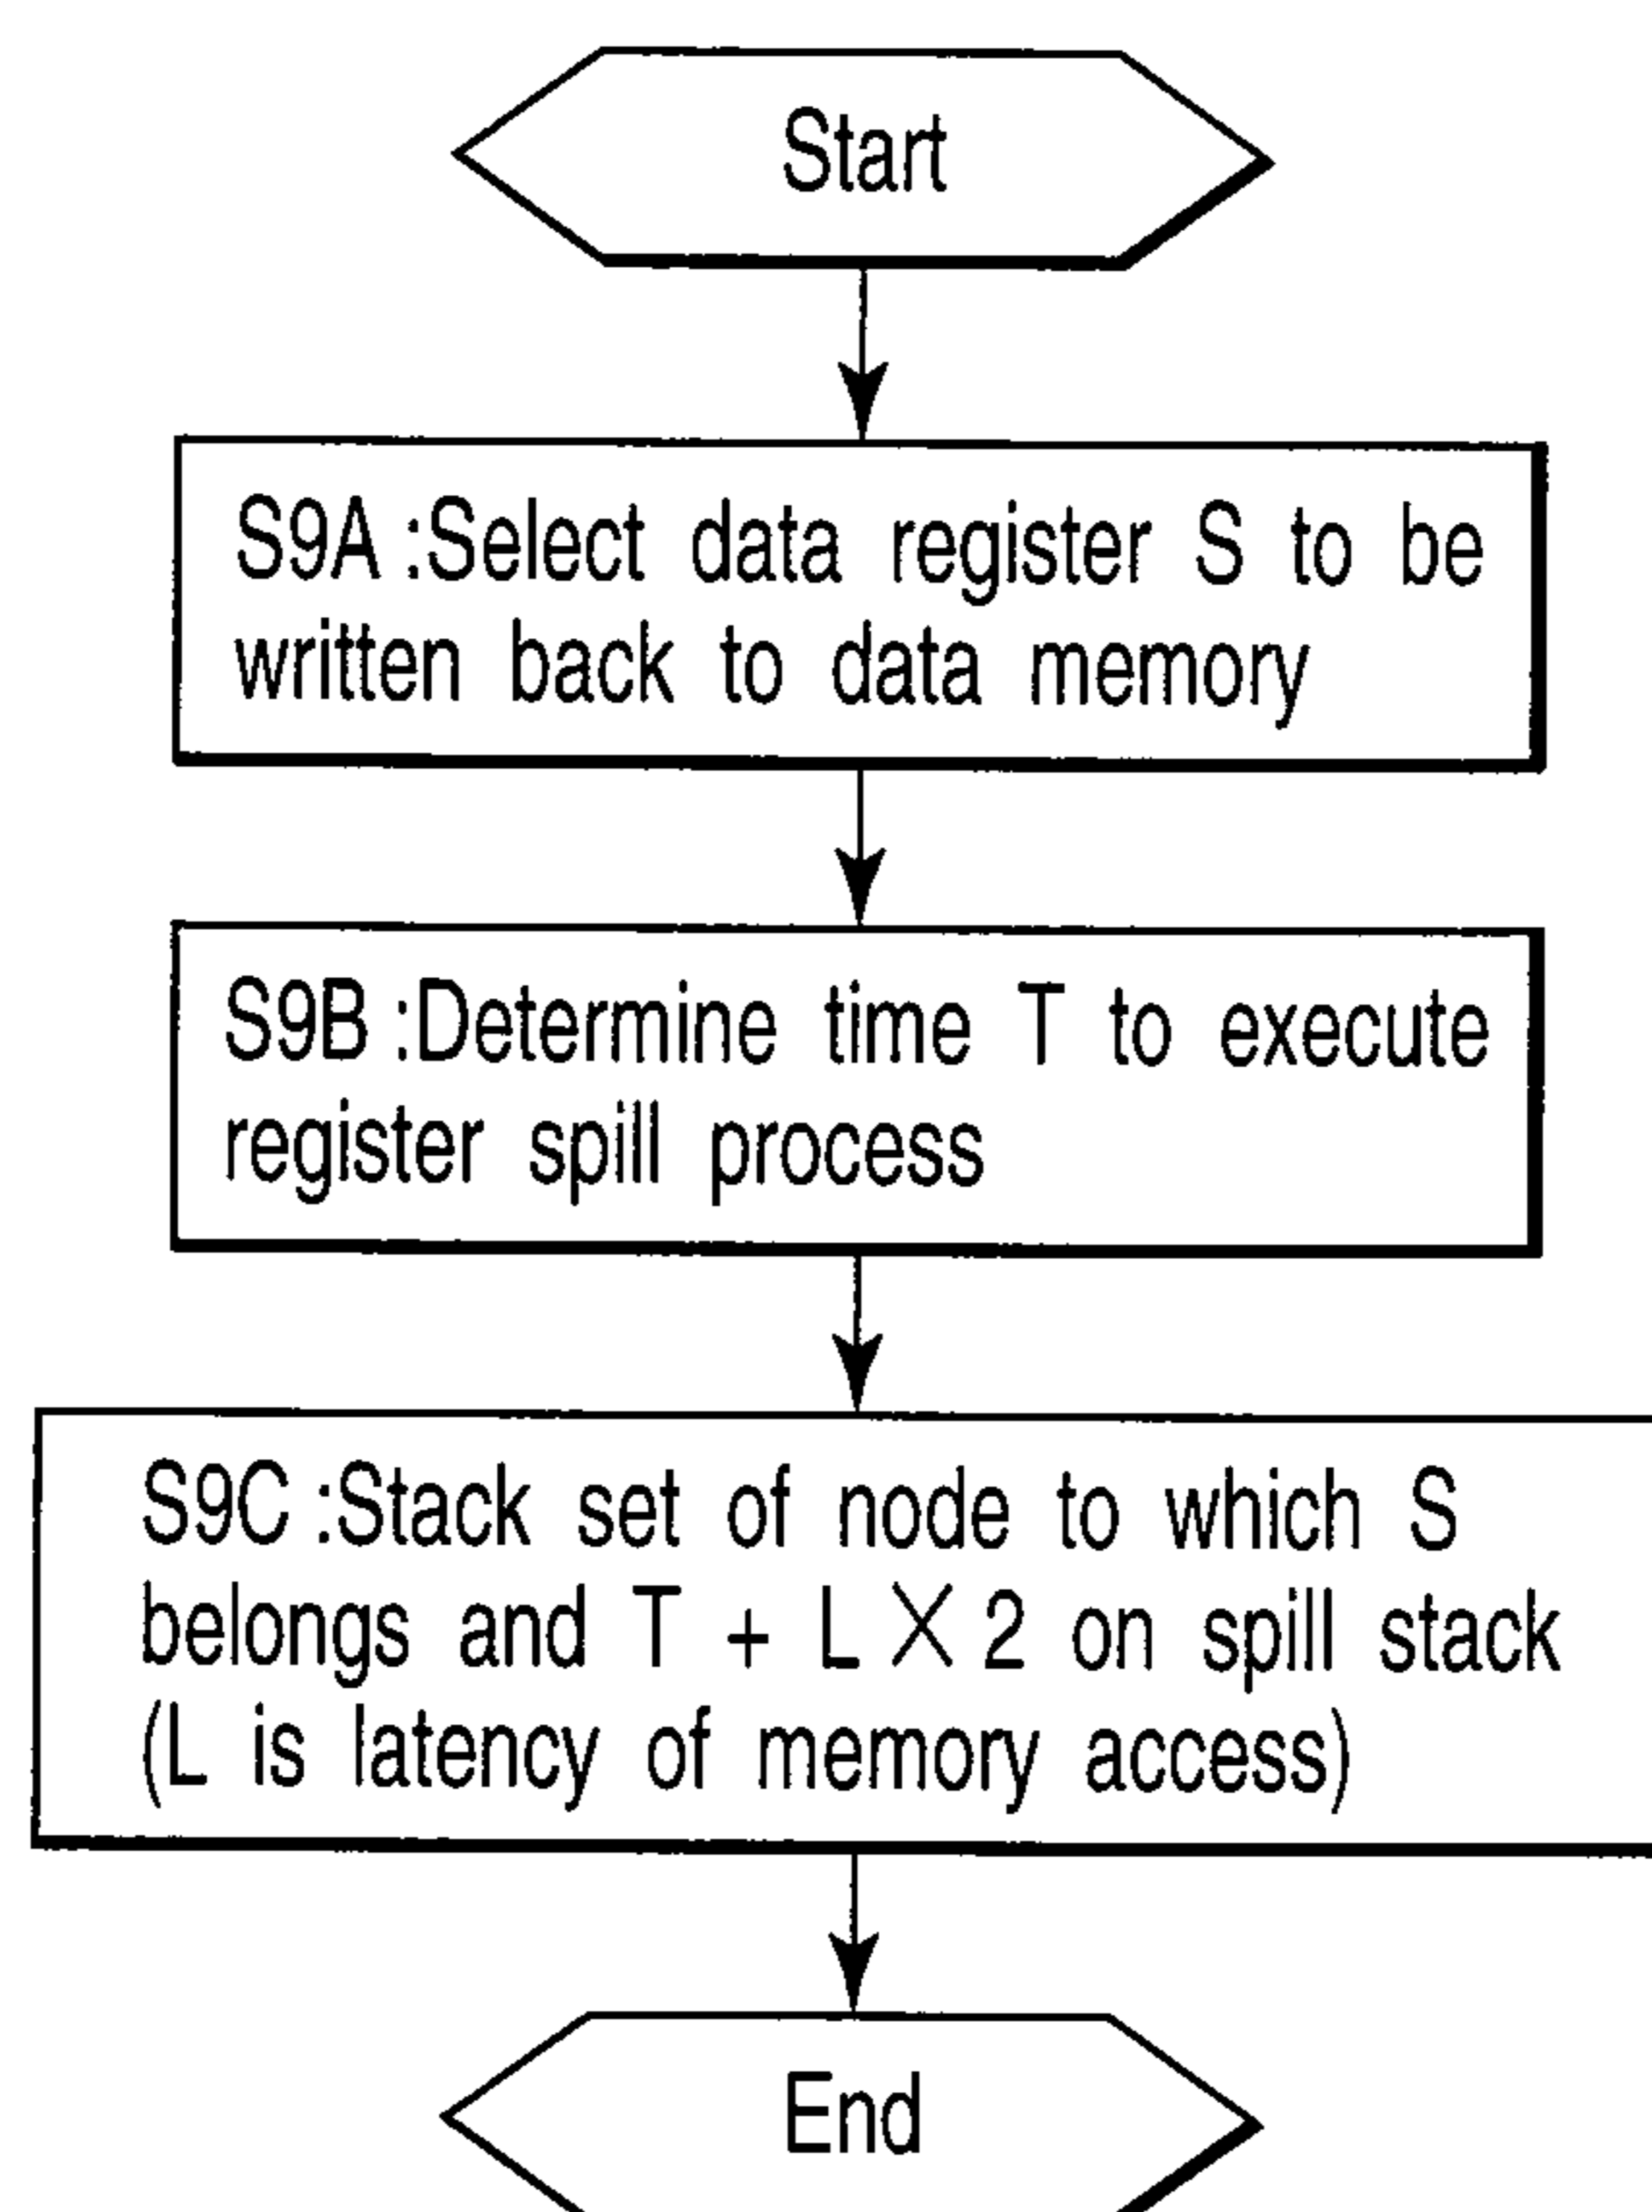 Start
S9A :Select data register S to be
written back to data memory
S9B :Determine time T to execute
register spill process
S9C :Stack set of node to which S
belongs and T + L × 2 on spill stack
(L is latency of memory access)
End